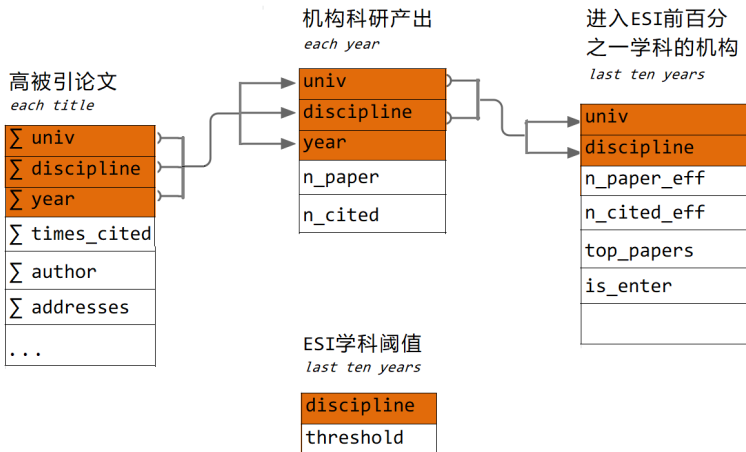 高被引论文
each title
∑ univ
∑ discipline
∑ year
∑ times_cited
∑ author
∑ addresses
...
机构科研产出
each year
univ
discipline
year
n_paper
n_cited
进入ESI前百分
之一学科的机构
last ten years
univ
discipline
n_paper_eff
n_cited_eff
top_papers
is_enter
ESI学科阈值
last ten years
discipline
threshold